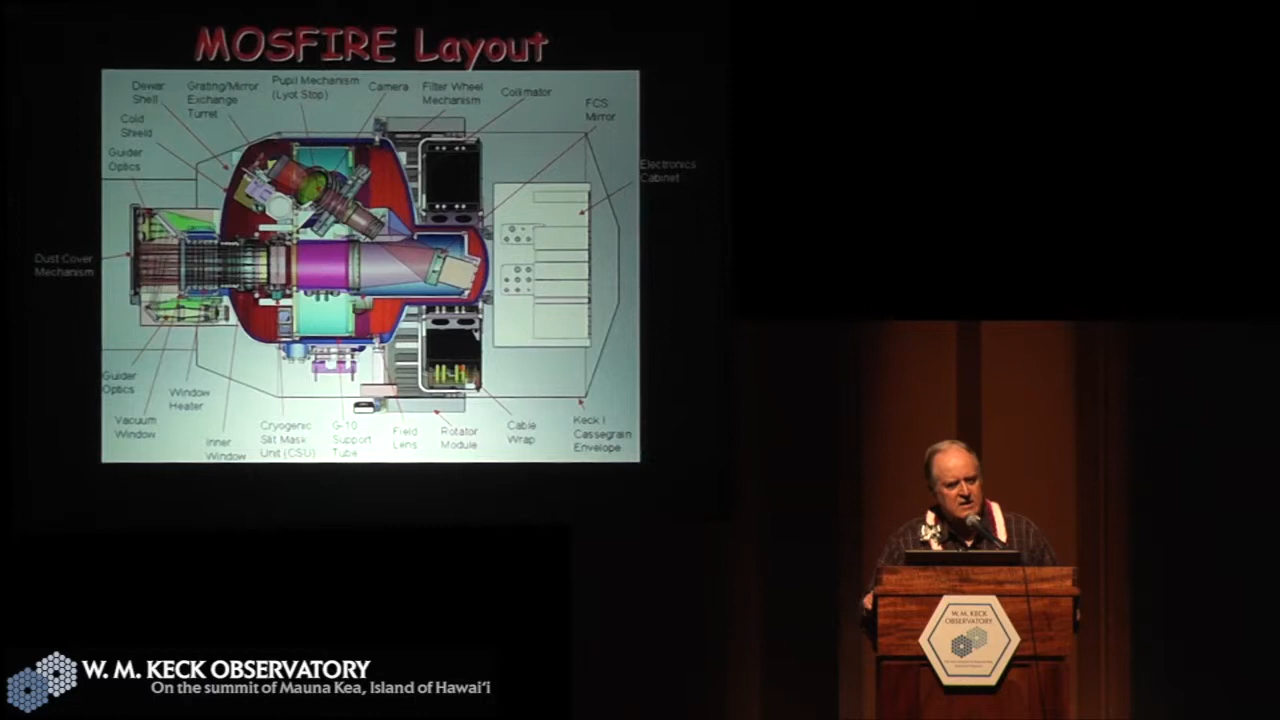 MOSFIRE Layout
Dewar
Shell
Grating/Mirror
Exchange
Turret
Pupil Mechanism
(Lyot Stop)
Camera
Filter Wheel
Mechanism
Collimator
FCS
Mirror
Cold
Shield
Guider
Optics
Electronics
Cabinet
Dust Cover
Mechanism
Guider
Optics
Window
Heater
Vacuum
Window
Inner
Window
Cryogenic
Slit Mask
Unit (CSU)
G-10
Support
Tube
Field
Lens
Rotator
Module
Cable
Wrap
Keck I
Cassegrain
Envelope
W. M. KECK
OBSERVATORY
W. M. KECK OBSERVATORY
On the summit of Mauna Kea, Island of Hawai‘i